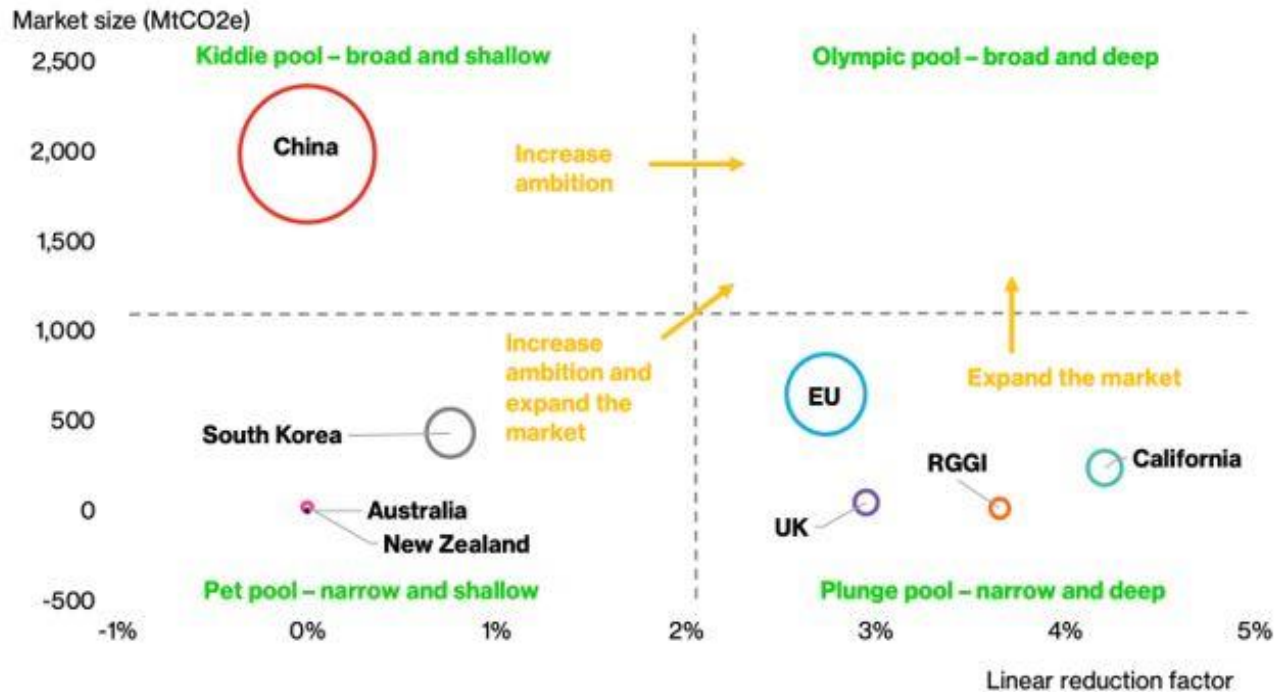 Market size (MtCO2e)
2,500
Kiddie pool – broad and shallow
Olympic pool – broad and deep
2,000
China
Increase
ambition
1,500
1,000
Increase
ambition and
expand the
market
Expand the market
500
EU
South Korea
RGGI
California
0
Australia
New Zealand
UK
Pet pool – narrow and shallow
Plunge pool – narrow and deep
-500
-1%
0%
1%
2%
3%
4%
5%
Linear reduction factor